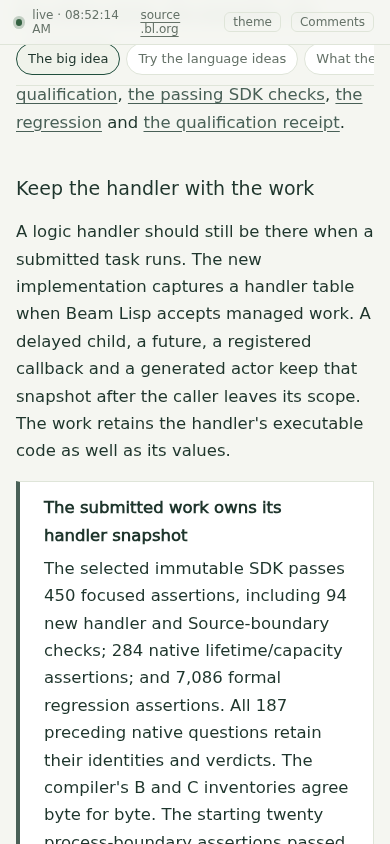 live · 08:52:14 AM
source .bl.org
theme
Comments
The big idea
Try the language ideas
What the
qualification, the passing SDK checks, the
regression and the qualification receipt.
Keep the handler with the work
A logic handler should still be there when a
submitted task runs. The new
implementation captures a handler table
when Beam Lisp accepts managed work. A
delayed child, a future, a registered
callback and a generated actor keep that
snapshot after the caller leaves its scope.
The work retains the handler's executable
code as well as its values.
The submitted work owns its
handler snapshot
The selected immutable SDK passes
450 focused assertions, including 94
new handler and Source-boundary
checks; 284 native lifetime/capacity
assertions; and 7,086 formal
regression assertions. All 187
preceding native questions retain
their identities and verdicts. The
compiler's B and C inventories agree
byte for byte. The starting twenty
process-boundary assertions passed